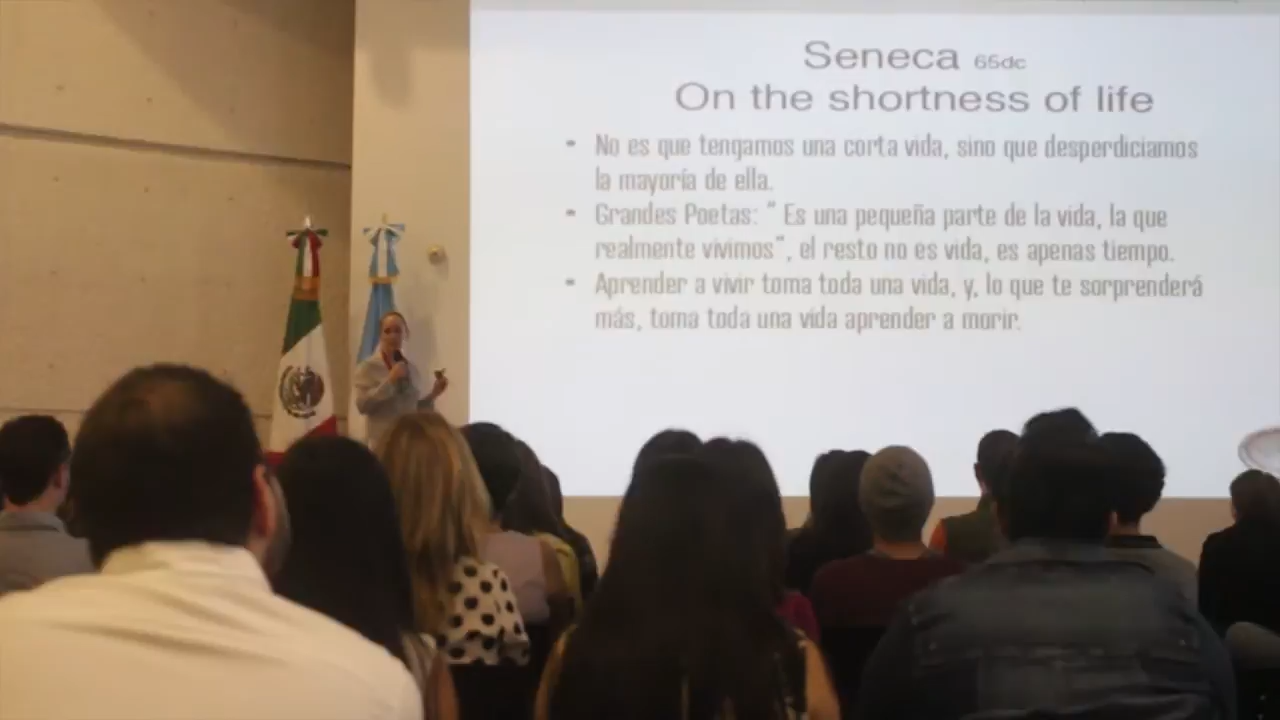 Seneca 65dc
On the shortness of life
- No es que tengamos una corta vida, sino que desperdiciamos
la mayoría de ella.
- Grandes Poetas: " Es una pequeña parte de la vida, la que
realmente vivimos", el resto no es vida, es apenas tiempo.
- Aprender a vivir toma toda una vida, y, lo que te sorprenderá
más, toma toda una vida aprender a morir.